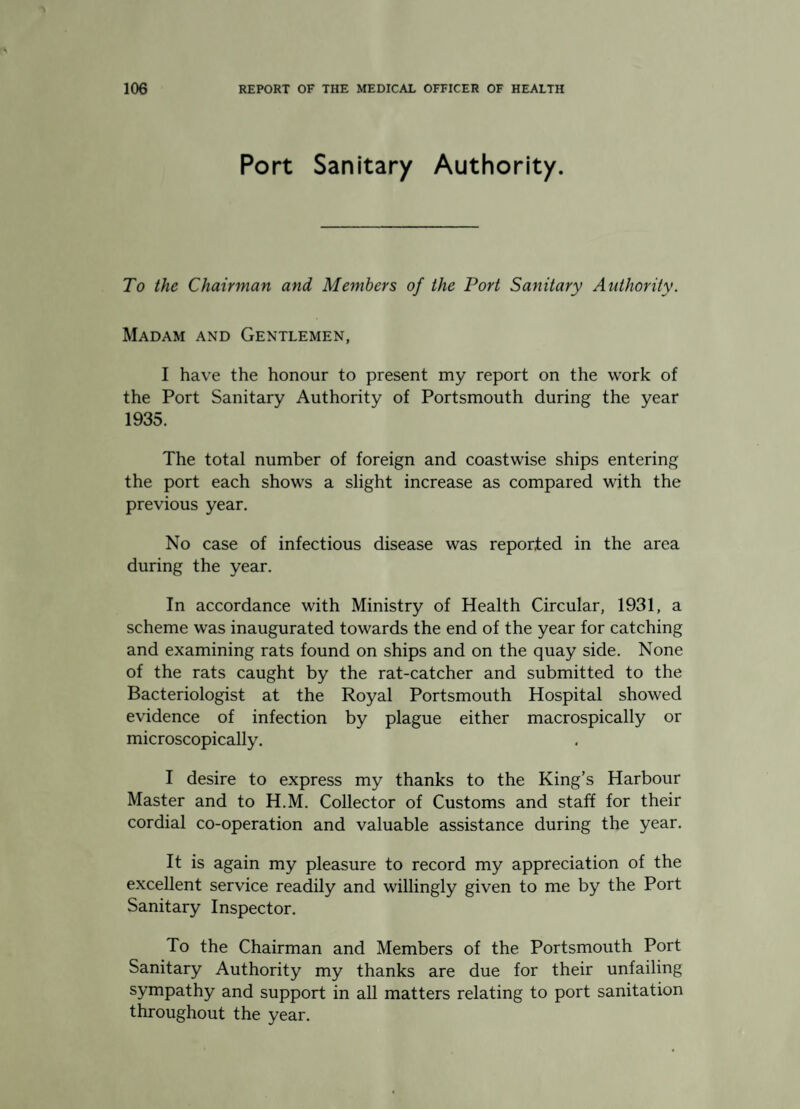 106 REPORT OF THE MEDICAL OFFICER OF HEALTH
Port Sanitary Authority.
To the Chairman and Members of the Port Sanitary Authority.
MADAM AND GENTLEMEN,
I have the honour to present my report on the work of
the Port Sanitary Authority of Portsmouth during the year
1935.
The total number of foreign and coastwise ships entering
the port each shows a slight increase as compared with the
previous year.
No case of infectious disease was reported in the area
during the year.
In accordance with Ministry of Health Circular, 1931, a
scheme was inaugurated towards the end of the year for catching
and examining rats found on ships and on the quay side. None
of the rats caught by the rat-catcher and submitted to the
Bacteriologist at the Royal Portsmouth Hospital showed
evidence of infection by plague either macrospically or
microscopically.
I desire to express my thanks to the King's Harbour
Master and to H.M. Collector of Customs and staff for their
cordial co-operation and valuable assistance during the year.
It is again my pleasure to record my appreciation of the
excellent service readily and willingly given to me by the Port
Sanitary Inspector.
To the Chairman and Members of the Portsmouth Port
Sanitary Authority my thanks are due for their unfailing
sympathy and support in all matters relating to port sanitation
throughout the year.